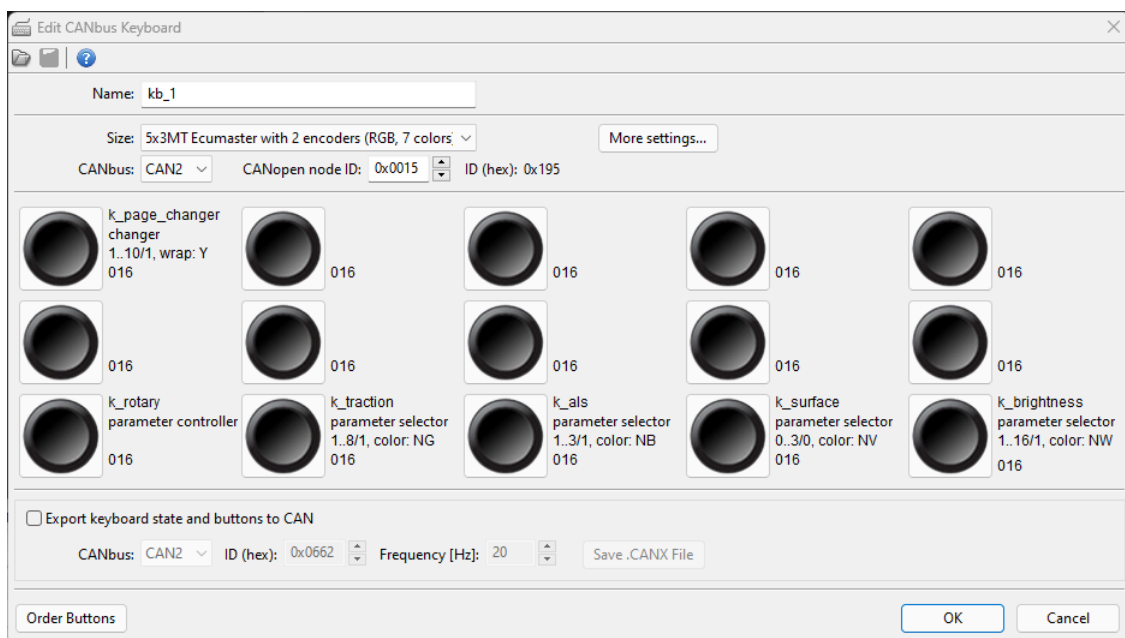 Edit CANbus Keyboard
Name: kb_1
Size: 5x3MT Ecumaster with 2 encoders (RGB, 7 colors)
More settings...
CANbus: CAN2 CANopen node ID: 0x0015 ID (hex): 0x195
k_page_changer
changer
1..10/1, wrap: Y
016
016
016
016
016
016
016
016
016
016
k_rotary
parameter controller
016
k_traction
parameter selector
1..8/1, color: NG
016
k_als
parameter selector
1..3/1, color: NB
016
k_surface
parameter selector
0..3/0, color: NV
016
k_brightness
parameter selector
1..16/1, color: NW
016
Export keyboard state and buttons to CAN
CANbus: CAN2 ID (hex): 0x0662 Frequency [Hz]: 20 Save .CANX File
Order Buttons
OK
Cancel